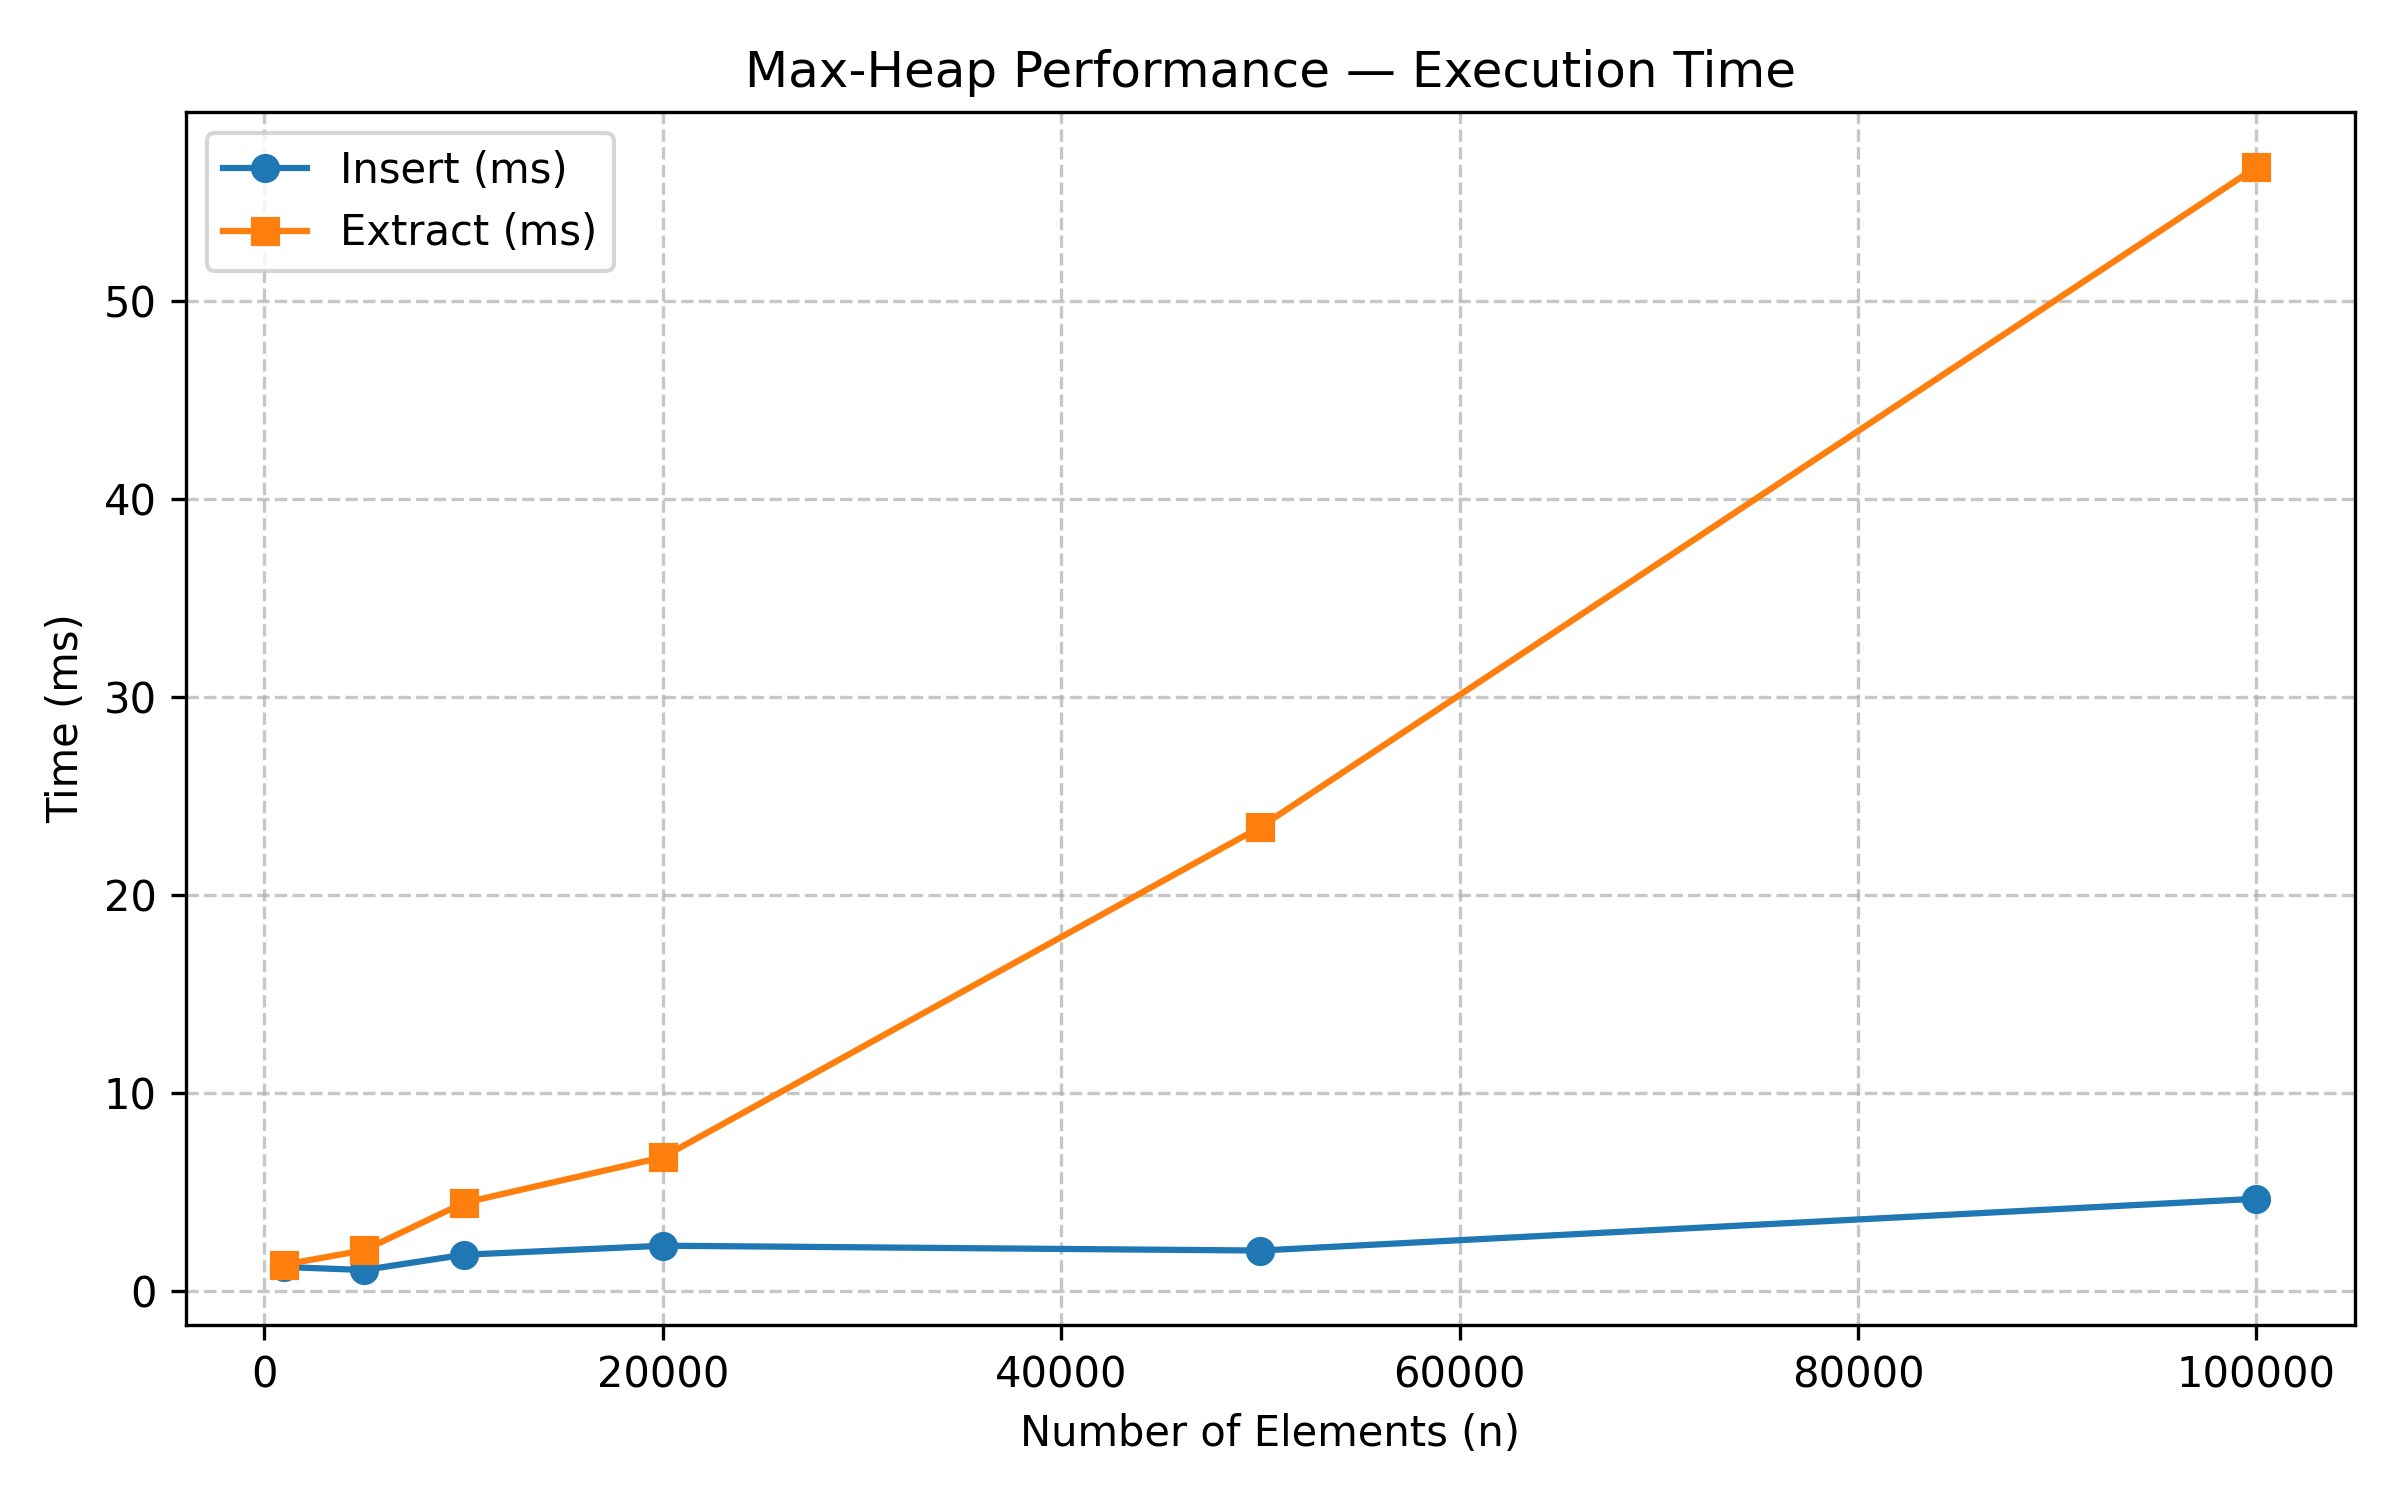 Max-Heap Performance — Execution Time
Insert (ms)
Extract (ms)
Time (ms)
50
40
30
20
10
0
0 20000 40000 60000 80000 100000
Number of Elements (n)